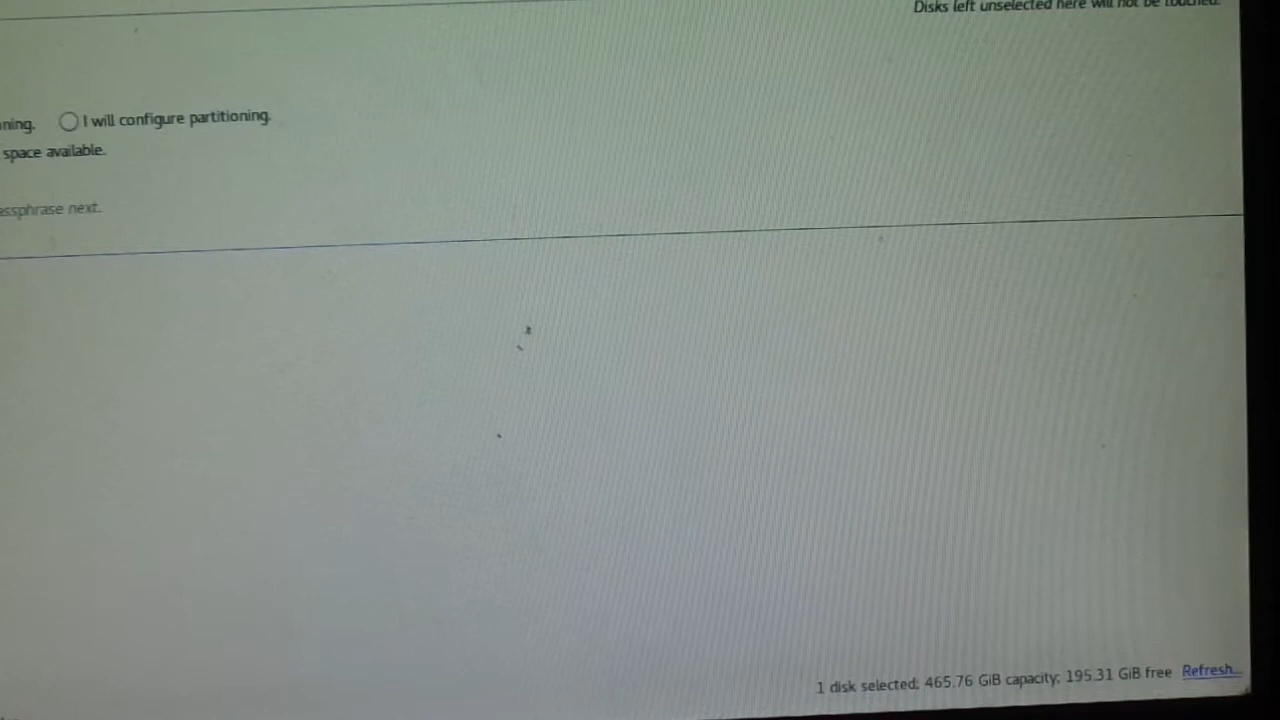 Disks left unselected here will not be touched.
ning. I will configure partitioning.
space available.
assphrase next.
1 disk selected; 465.76 GiB capacity; 195.31 GiB free Refresh...